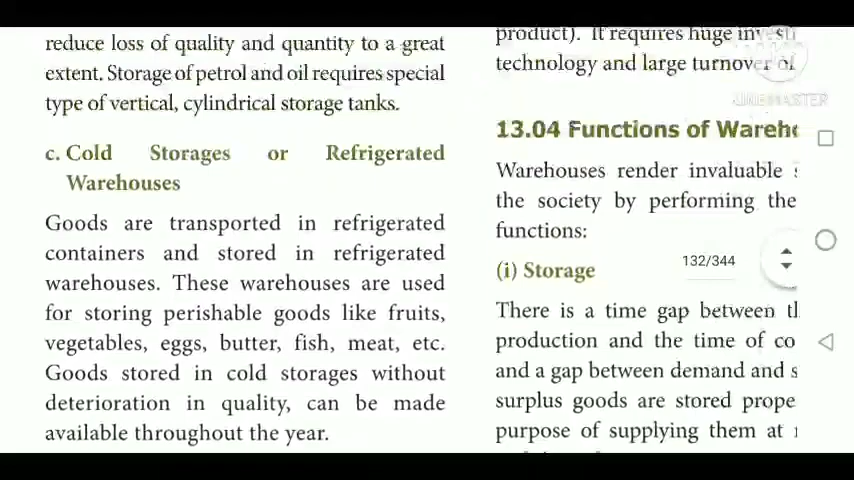 reduce loss of quality and quantity to a great
extent. Storage of petrol and oil requires special
type of vertical, cylindrical storage tanks.
c. Cold Storages or Refrigerated
Warehouses
Goods are transported in refrigerated
containers and stored in refrigerated
warehouses. These warehouses are used
for storing perishable goods like fruits,
vegetables, eggs, butter, fish, meat, etc.
Goods stored in cold storages without
deterioration in quality, can be made
available throughout the year.
product). It requires huge
technology and large turnover of
KINEMASTER
13.04 Functions of
Warehouses render invaluable
the society by performing the
functions:
132/344
(i) Storage
There is a time gap between
production and the time of
and a gap between demand and
surplus goods are stored
purpose of supplying them at